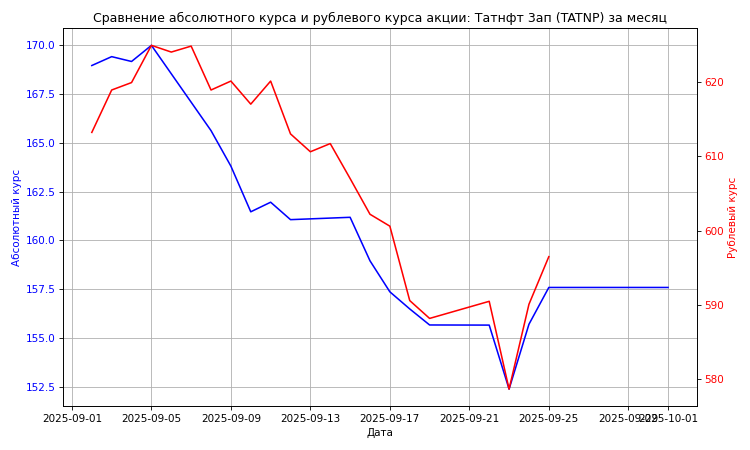 Сравнение абсолютного курса и рублевого курса акции: Татнфт 3ап (TATNP) за месяц
170.0
167.5
165.0
162.5
160.0
157.5
155.0
152.5
Абсолютный курс
620
610
600
590
580
Рублевый курс
2025-09-01 2025-09-05 2025-09-09 2025-09-13 2025-09-17 2025-09-21 2025-09-25 2025-09-29 2025-10-01
Дата